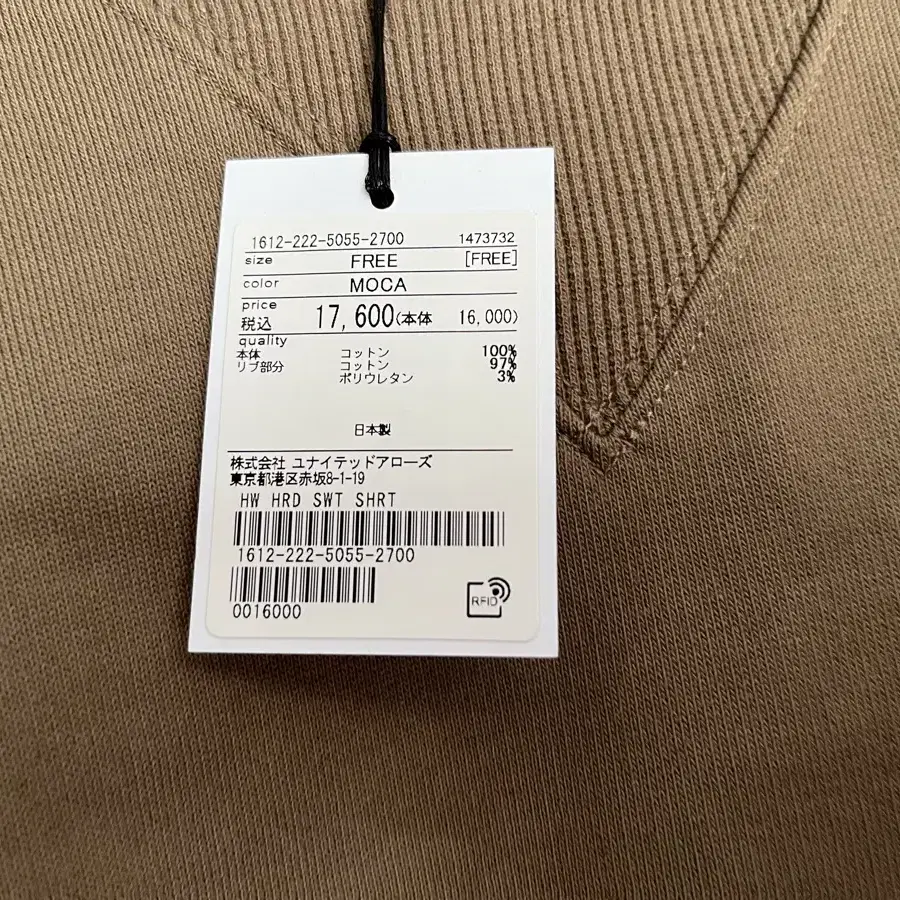 1612-222-5055-2700 1473732
size FREE [FREE]
color MOCA
price
税込 17,600(本体 16,000)
quality
本体 コットン 100%
リブ部分 コットン 97%
ポリウレタン 3%
日本製
株式会社 ユナイテッドアローズ
東京都港区赤坂8-1-19
HW HRD SWT SHRT
1612-222-5055-2700
0016000
RFID